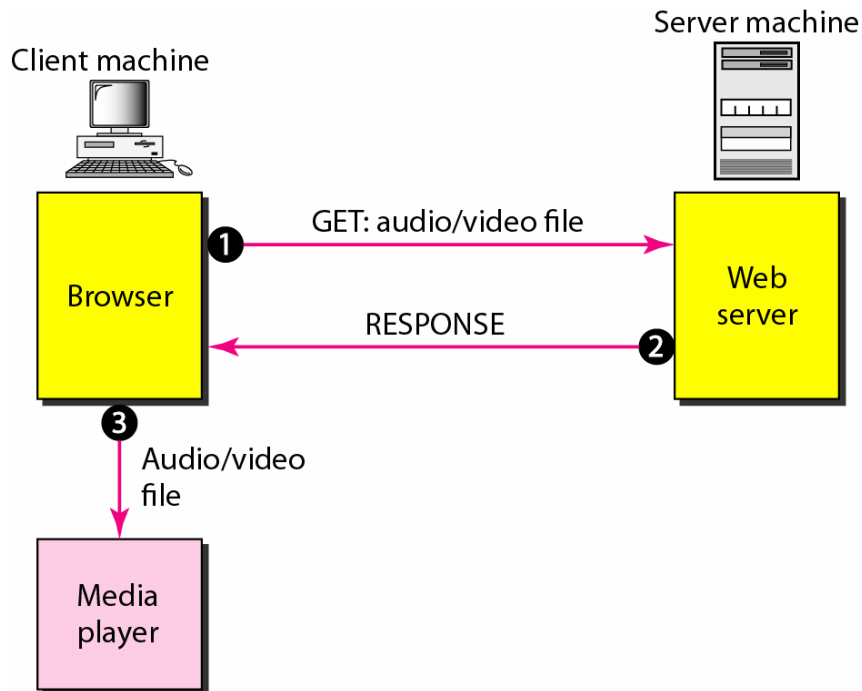 Server machine
Client machine
1
GET: audio/video file
Browser
Web
server
RESPONSE
2
3
Audio/video
file
Media
player